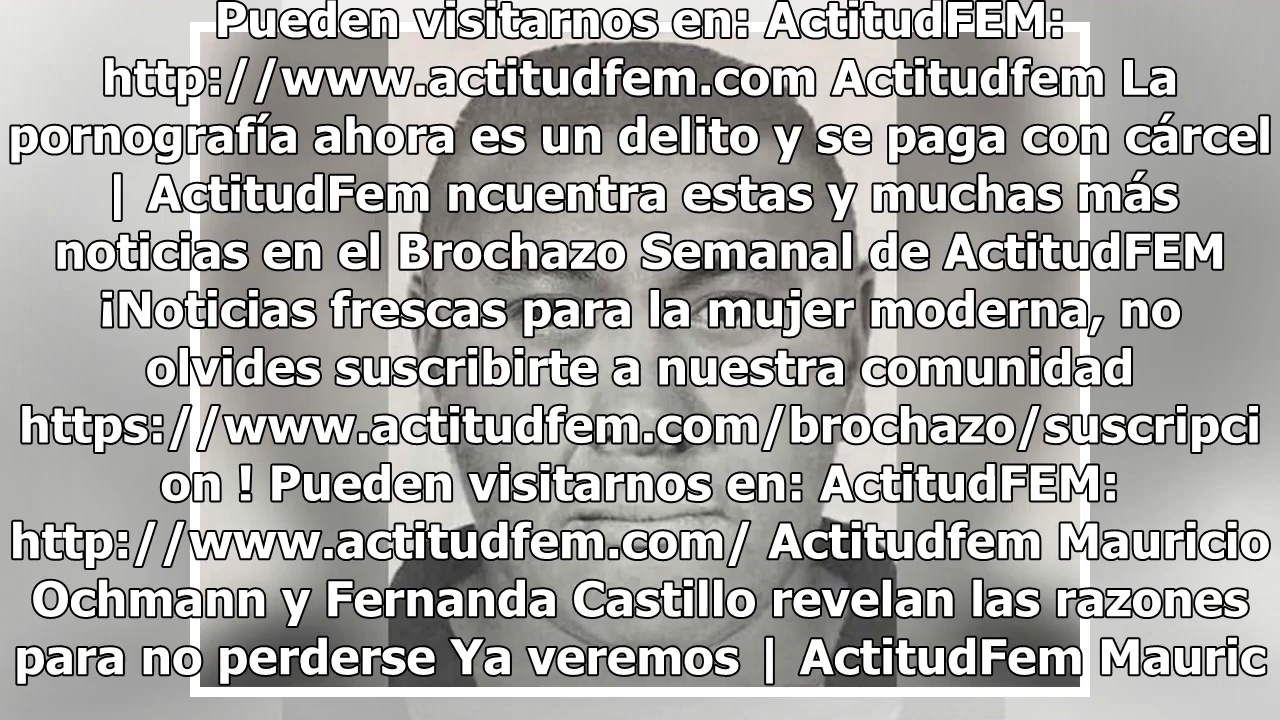 Pueden visitarnos en: ActitudFEM:
http://www.actitudfem.com Actitudfem La
pornografía ahora es un delito y se paga con cárcel
| ActitudFem ncuentra estas y muchas más
noticias en el Brochazo Semanal de ActitudFEM
¡Noticias frescas para la mujer moderna, no
olvides suscribirte a nuestra comunidad
https://www.actitudfem.com/brochazo/suscripci
on ! Pueden visitarnos en: ActitudFEM:
http://www.actitudfem.com/ Actitudfem Mauricio
Ochmann y Fernanda Castillo revelan las razones
para no perderse Ya veremos | ActitudFem Mauric